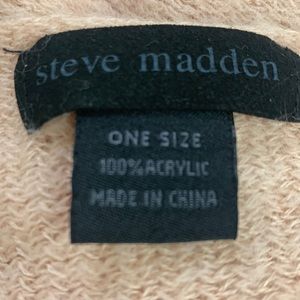 steve madden
ONE SIZE
100% ACRYLIC
MADE IN CHINA